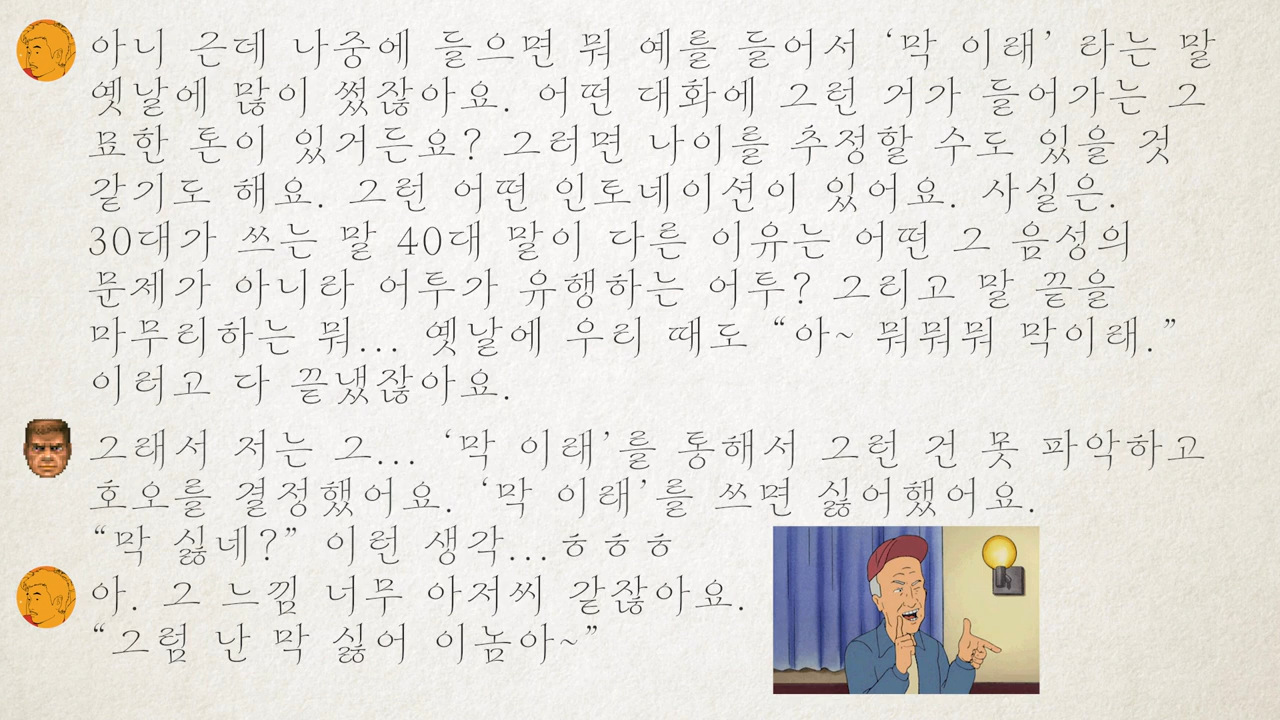 아니 근데 나중에 들으면 뭐 예를 들어서 ‘막 이래’ 라는 말
옛날에 많이 썼잖아요. 어떤 대화에 그런 거가 들어가는 그
묘한 톤이 있거든요? 그러면 나이를 추정할 수도 있을 것
같기도 해요. 그런 어떤 인토네이션이 있어요. 사실은.
30대가 쓰는 말 40대 말이 다른 이유는 어떤 그 음성의
문제가 아니라 어투가 유행하는 어투? 그리고 말 끝을
마무리하는 뭐... 옛날에 우리 때도 “아~ 뭐뭐뭐 막이래.”
이러고 다 끝냈잖아요.
그래서 저는 그... ‘막 이래’를 통해서 그런 건 못 파악하고
호오를 결정했어요. ‘막 이래’를 쓰면 싫어했어요.
“막 싫네?” 이런 생각...ㅎㅎㅎ
아. 그 느낌 너무 아저씨 같잖아요.
“그럼 난 막 싫어 이놈아~”